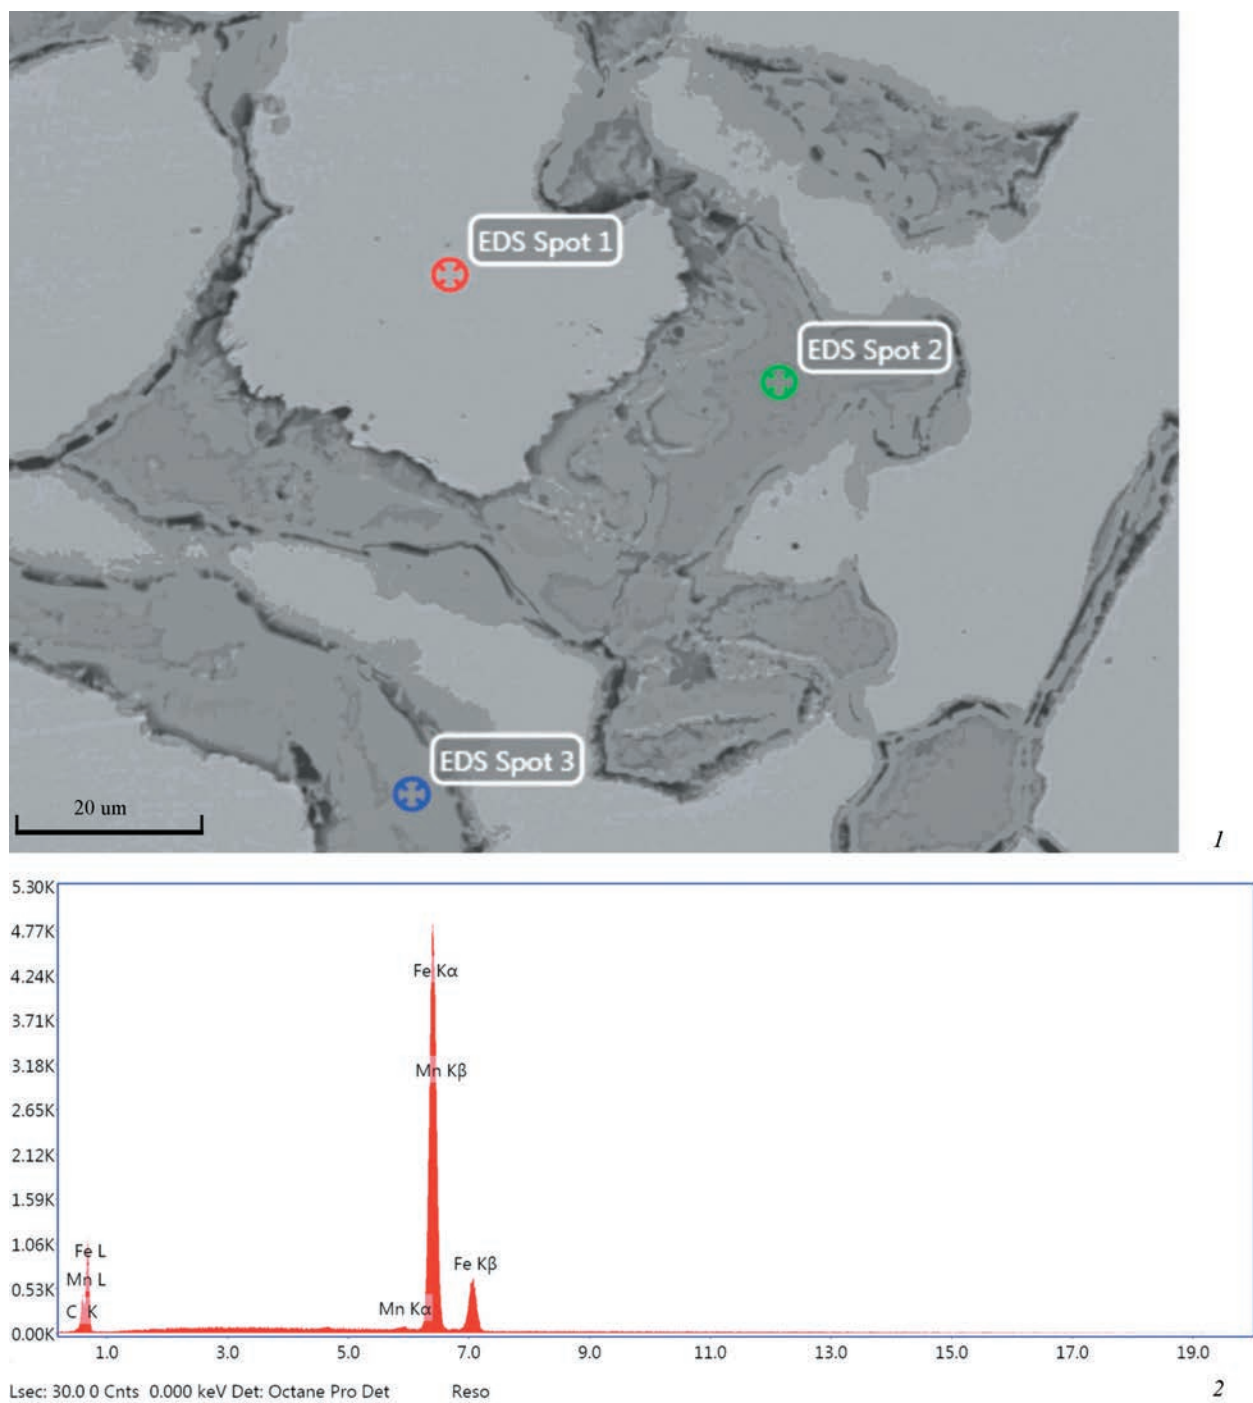 EDS Spot 1
EDS Spot 2
EDS Spot 3
20 um
1
5.30K
4.77K
4.24K
3.71K
3.18K
2.65K
2.12K
1.59K
1.06K
0.53K
0.00K
Fe Kα
Mn Kβ
Fe L
Mn L
C K
Mn Kα
Fe Kβ
1.0 3.0 5.0 7.0 9.0 11.0 13.0 15.0 17.0 19.0
Lsec: 30.0 0 Cnts 0.000 keV Det: Octane Pro Det Reso
2